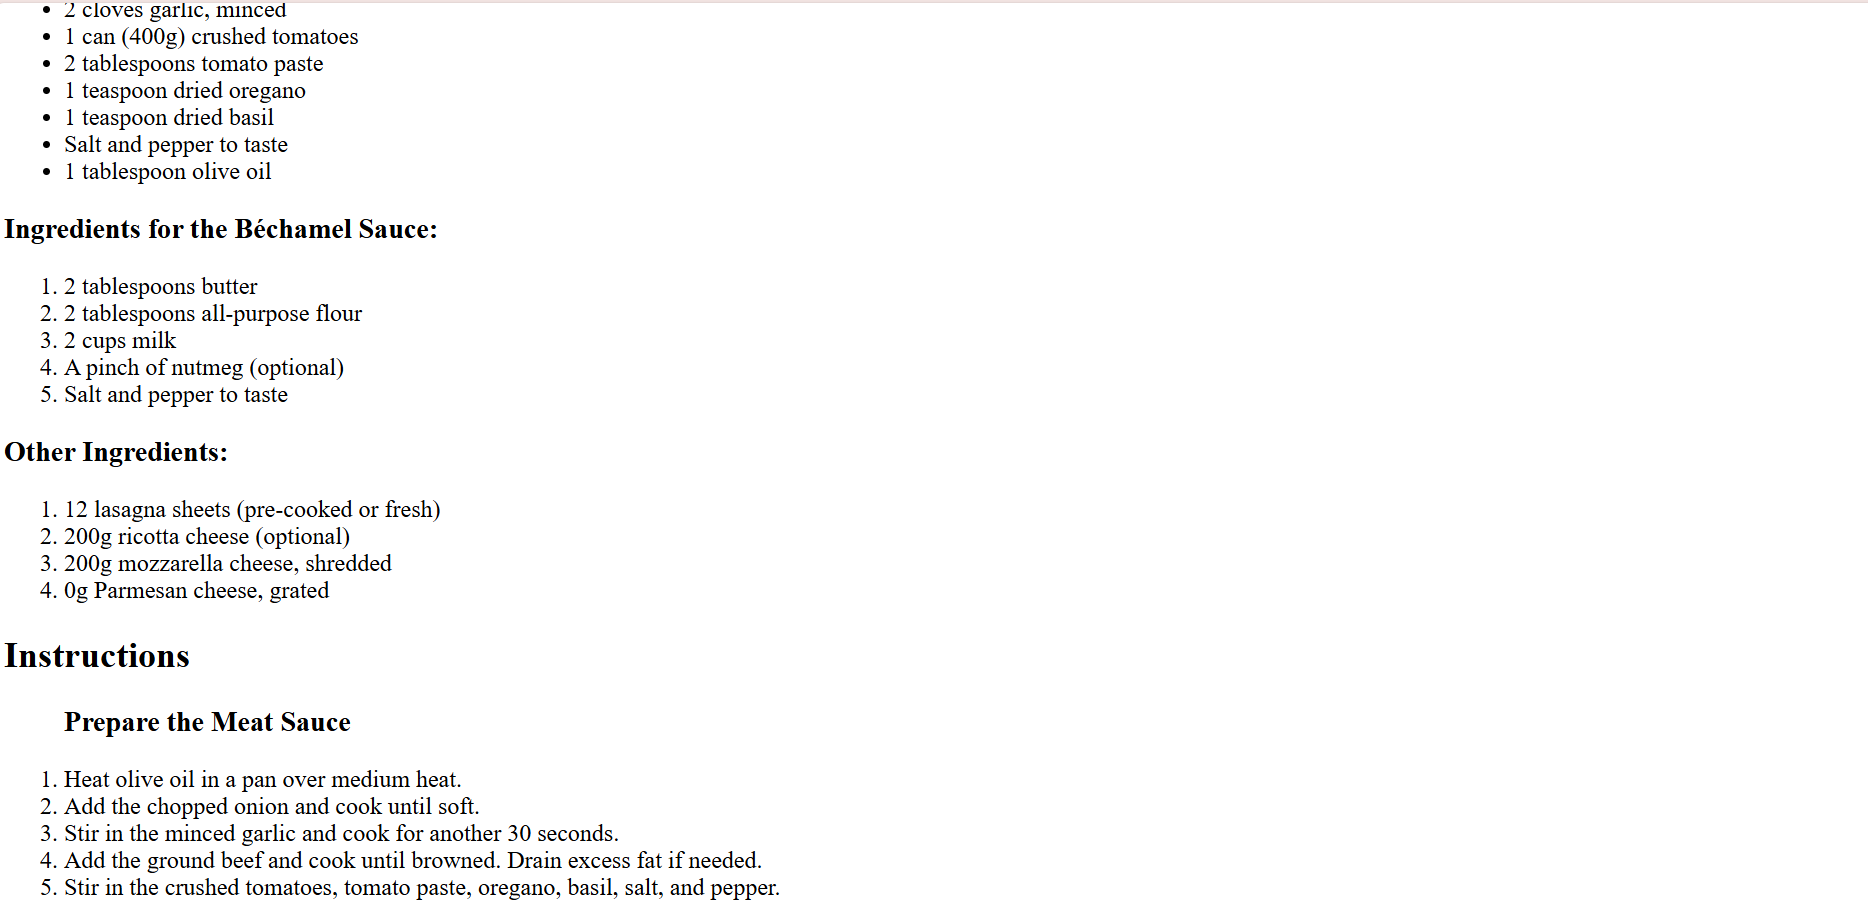 2 cloves garlic, minced
1 can (400g) crushed tomatoes
2 tablespoons tomato paste
1 teaspoon dried oregano
1 teaspoon dried basil
Salt and pepper to taste
1 tablespoon olive oil
Ingredients for the Béchamel Sauce:
1. 2 tablespoons butter
2. 2 tablespoons all-purpose flour
3. 2 cups milk
4. A pinch of nutmeg (optional)
5. Salt and pepper to taste
Other Ingredients:
1. 12 lasagna sheets (pre-cooked or fresh)
2. 200g ricotta cheese (optional)
3. 200g mozzarella cheese, shredded
4. 0g Parmesan cheese, grated
Instructions
Prepare the Meat Sauce
1. Heat olive oil in a pan over medium heat.
2. Add the chopped onion and cook until soft.
3. Stir in the minced garlic and cook for another 30 seconds.
4. Add the ground beef and cook until browned. Drain excess fat if needed.
5. Stir in the crushed tomatoes, tomato paste, oregano, basil, salt, and pepper.